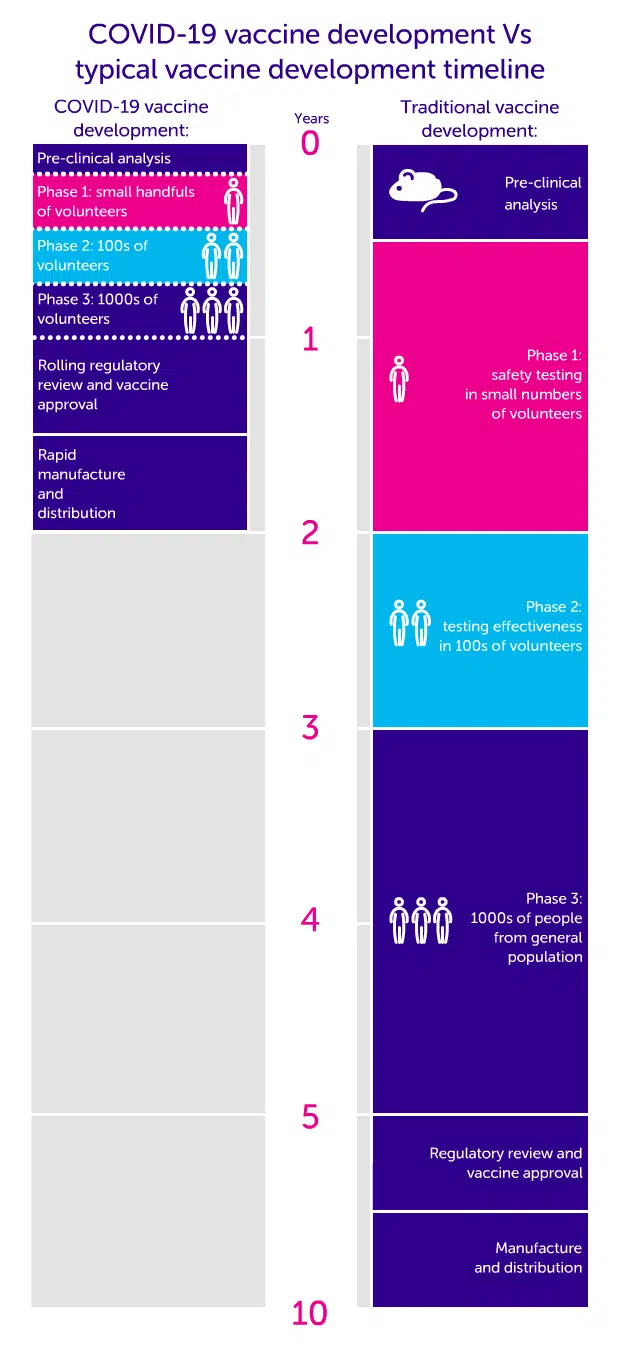 COVID-19 vaccine development Vs
typical vaccine development timeline
COVID-19 vaccine
development:
Pre-clinical analysis
Phase 1: small handfuls
of volunteers
Phase 2: 100s of
volunteers
Phase 3: 1000s of
volunteers
Rolling regulatory
review and vaccine
approval
Rapid
manufacture
and
distribution
Years
0
1
2
3
4
5
10
Traditional vaccine
development:
Pre-clinical
analysis
Phase 1:
safety testing
in small numbers
of volunteers
Phase 2:
testing effectiveness
in 100s of volunteers
Phase 3:
1000s of people
from general
population
Regulatory review and
vaccine approval
Manufacture
and distribution